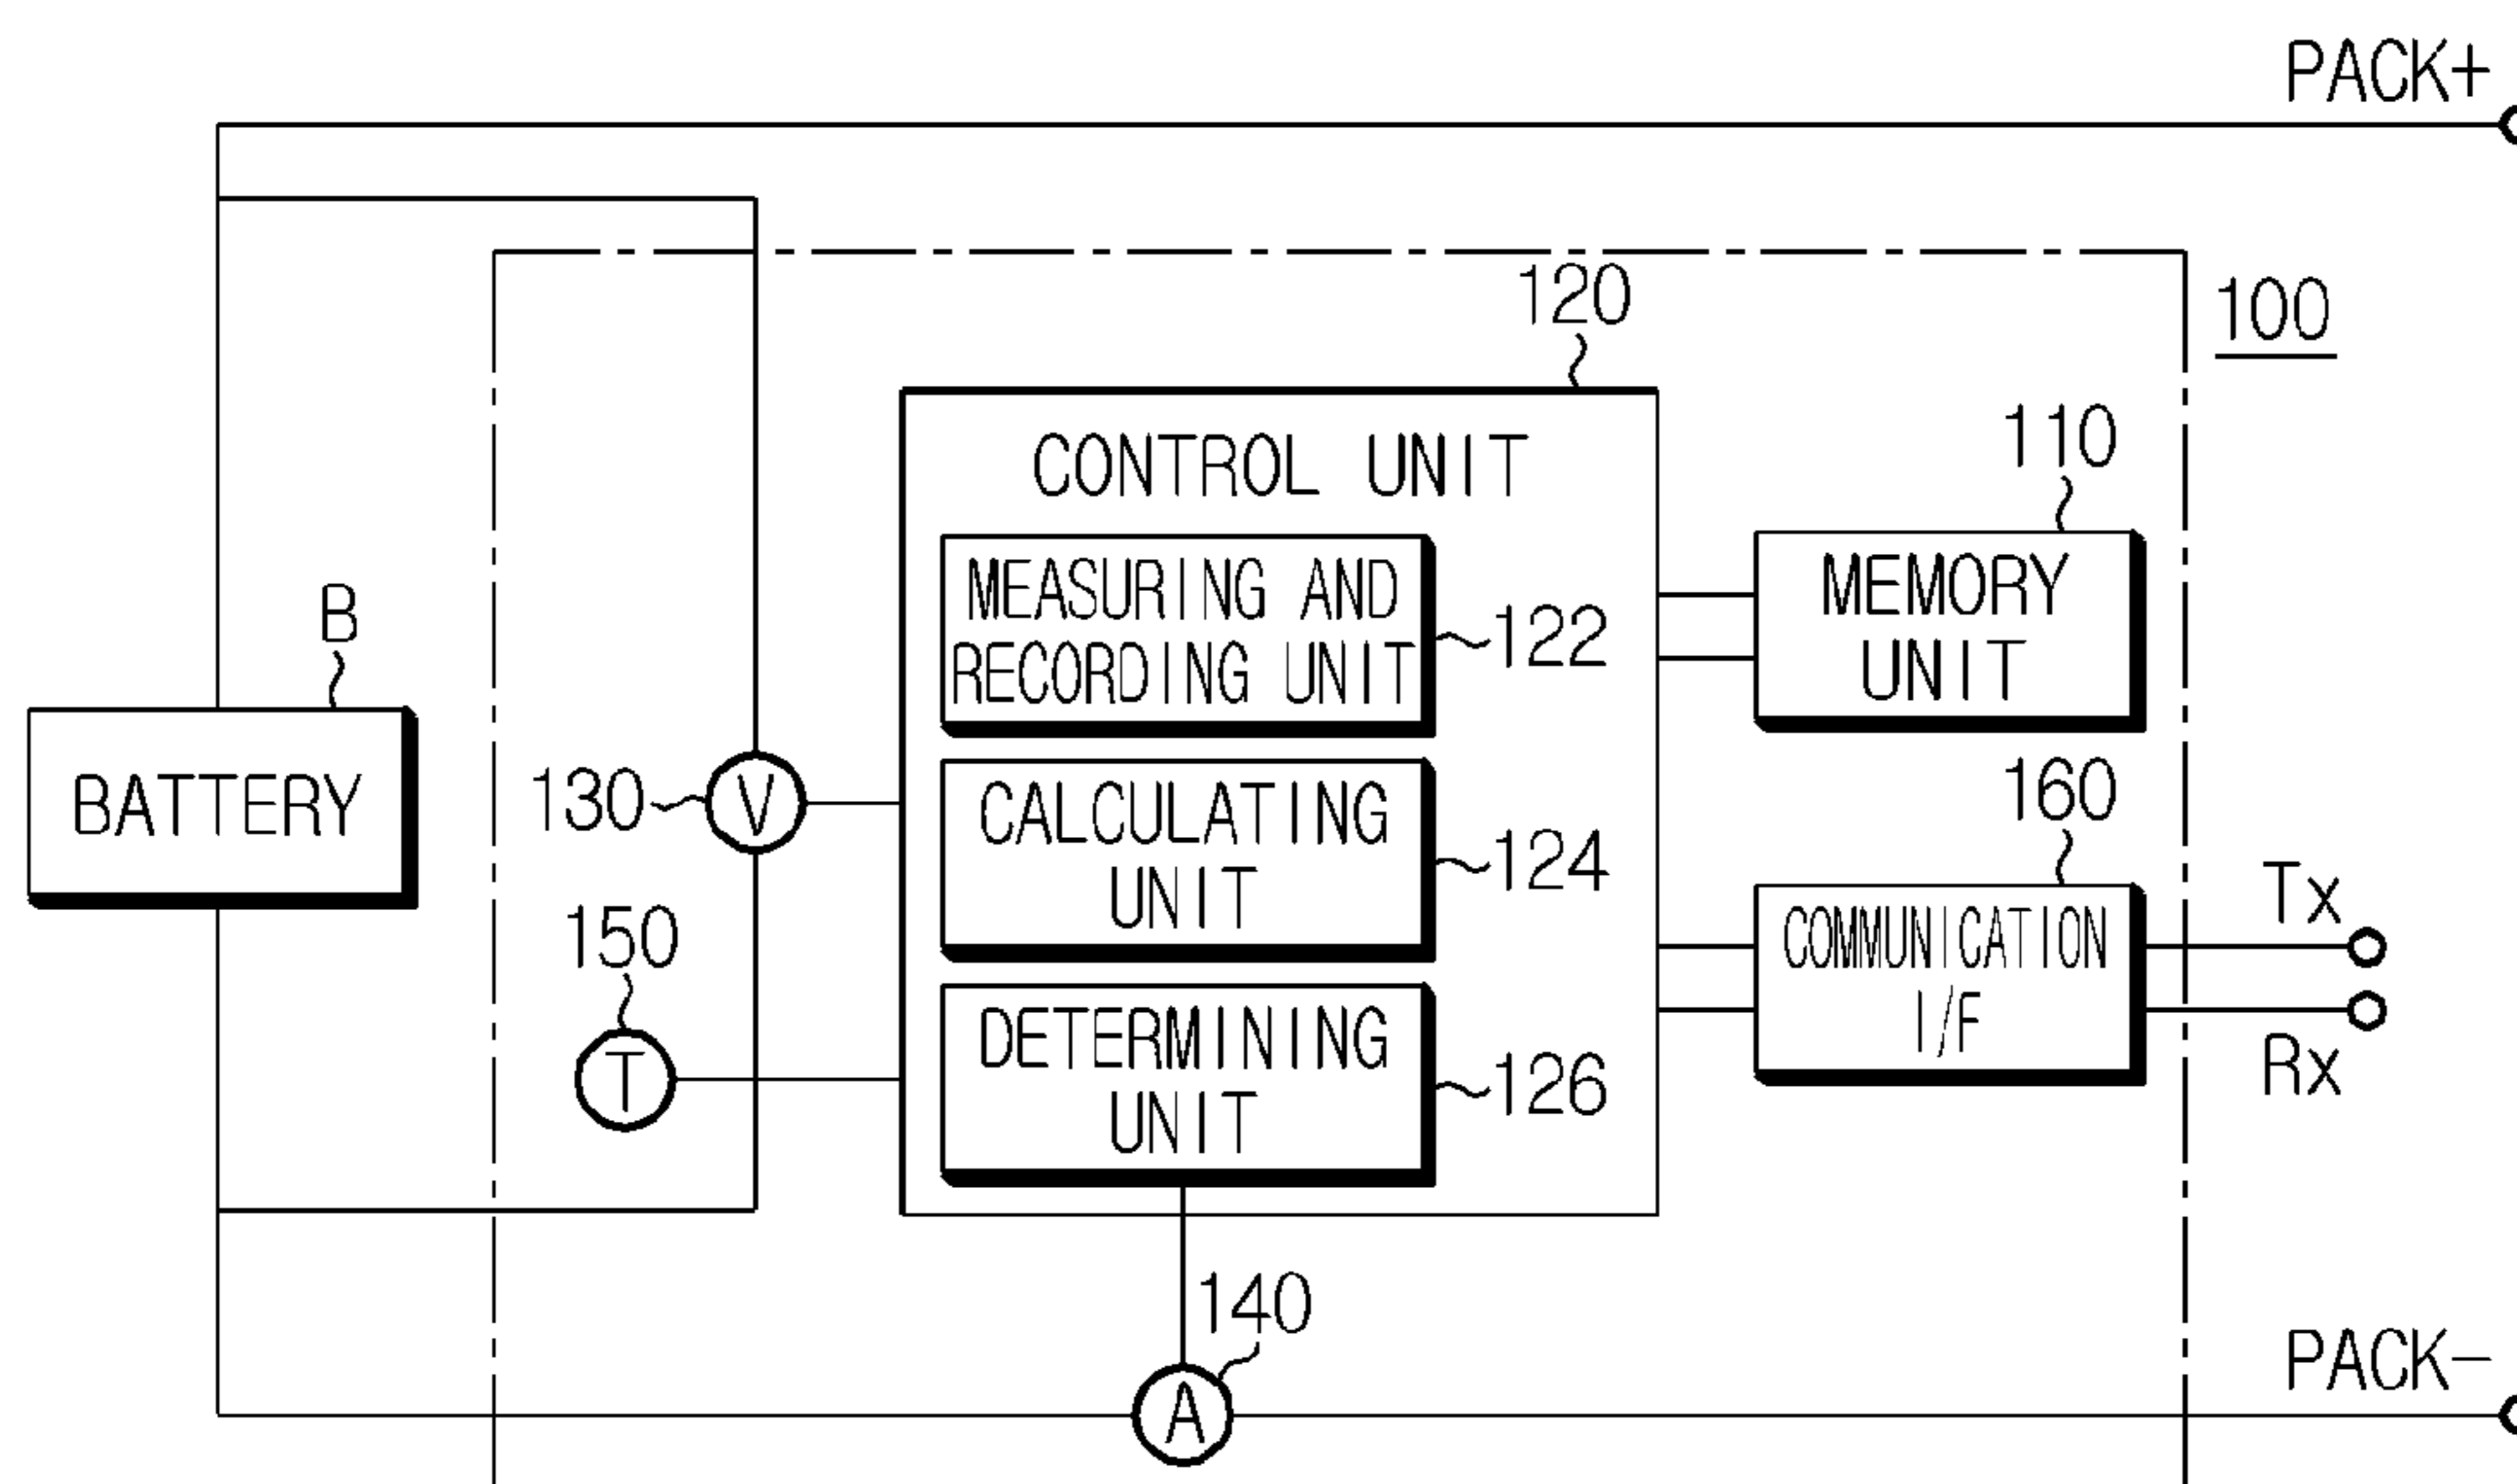 PACK+
100
120
CONTROL UNIT
110
MEASURING AND
RECORDING UNIT
122
MEMORY
UNIT
B
BATTERY
130
V
CALCULATING
UNIT
124
160
COMMUNICATION
I/F
Tx
Rx
150
T
DETERMINING
UNIT
126
140
A
PACK-